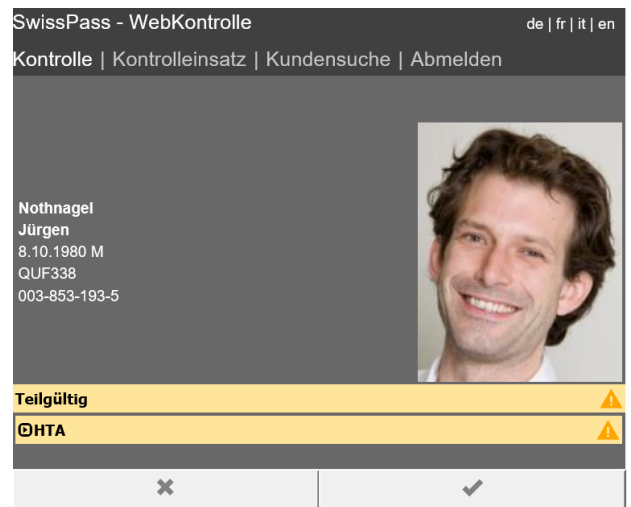 SwissPass - WebKontrolle de | fr | it | en
Kontrolle | Kontrolleinsatz | Kundensuche | Abmelden
Nothnagel
Jürgen
8.10.1980 M
QUF338
003-853-193-5
Teilgültig
HTA